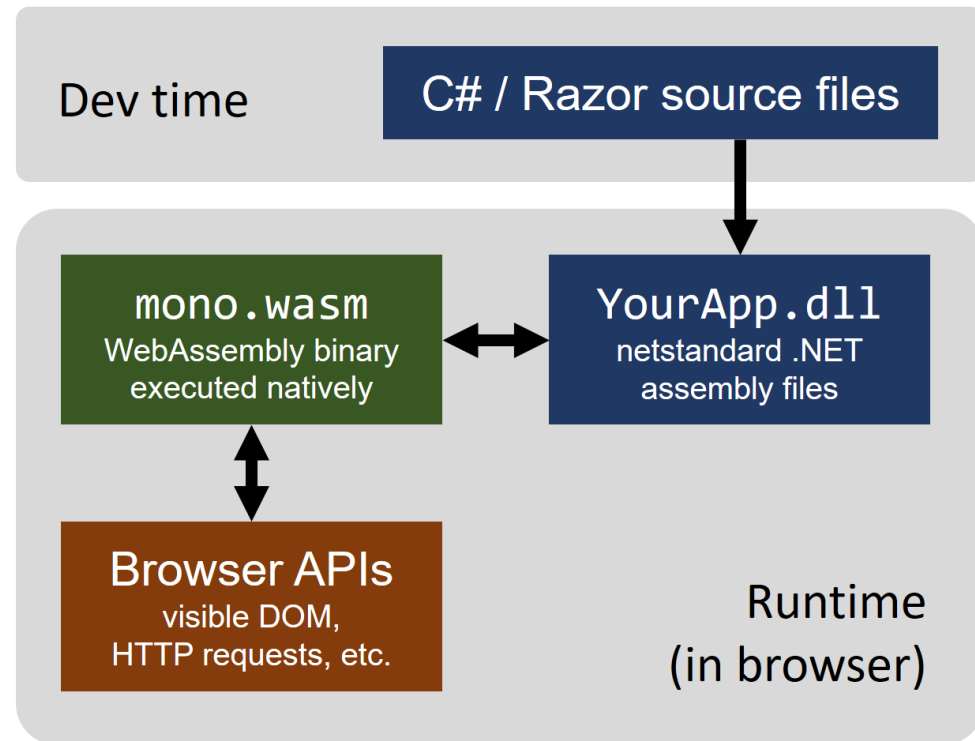 Dev time
C# / Razor source files
mono.wasm
WebAssembly binary
executed natively
YourApp.dll
netstandard .NET
assembly files
Browser APIs
visible DOM,
HTTP requests, etc.
Runtime
(in browser)